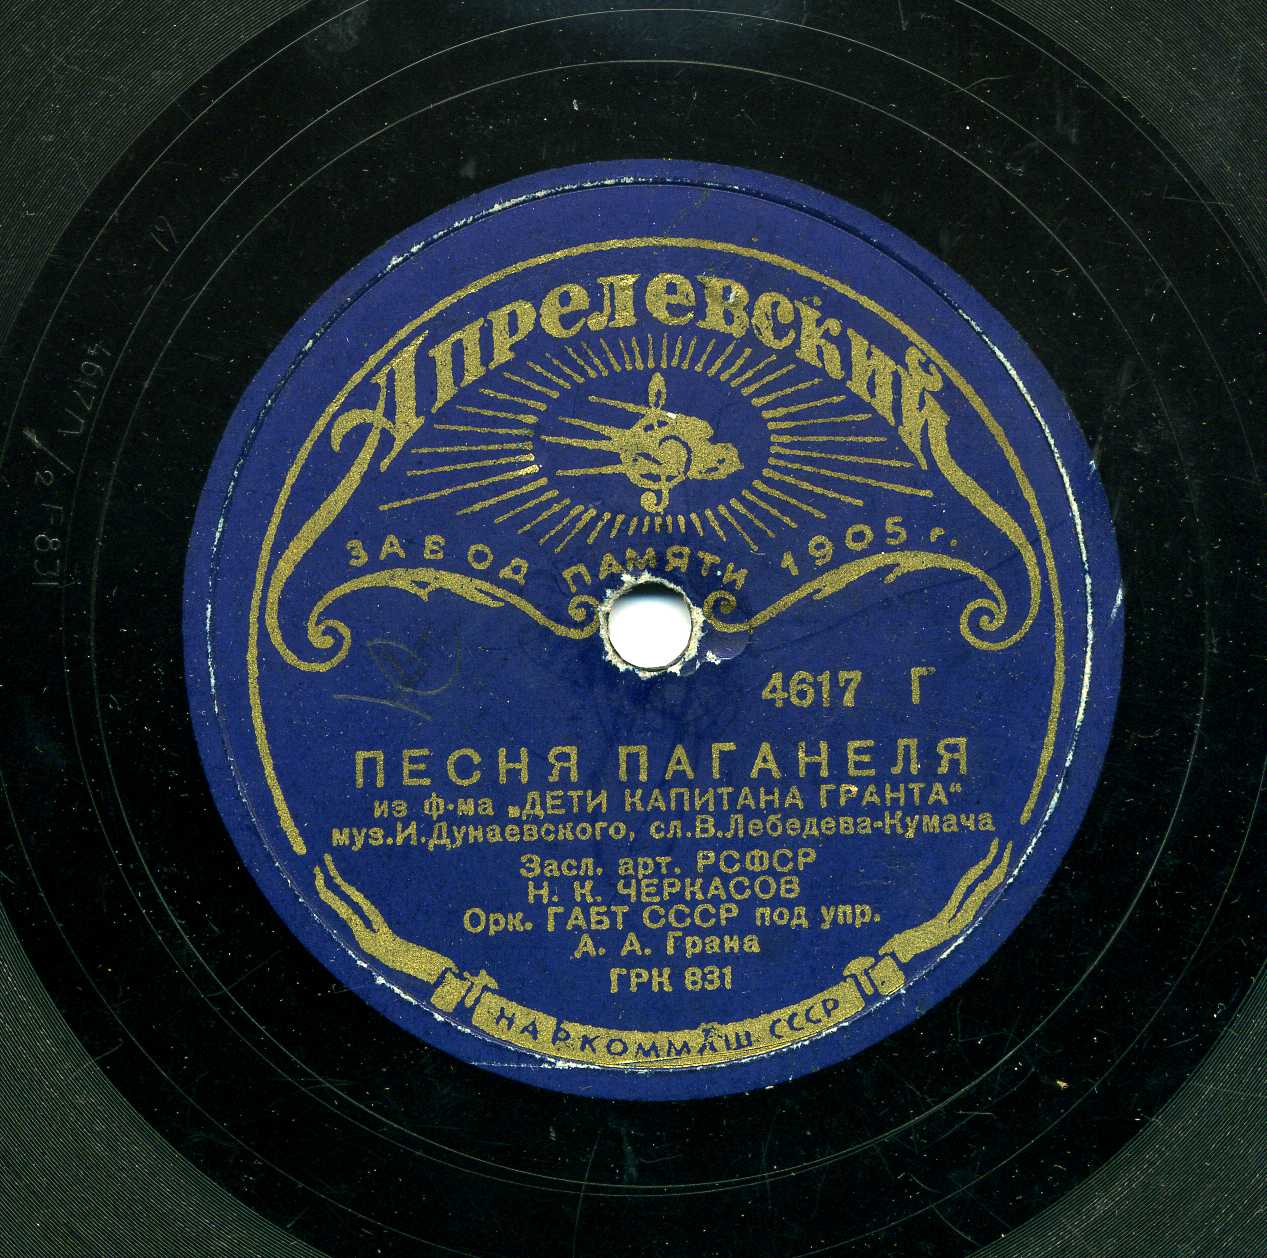 Апрелевский
ЗАВОД ПАМЯТИ 1905 г.
4617 Г
ПЕСНЯ ПАГАНЕЛЯ
из ф-ма „ДЕТИ КАПИТАНА ГРАНТА“
муз.И.Дунаевского, сл.В.Лебедева-Кумача
Засл. арт. РСФСР
Н. К. ЧЕРКАСОВ
Орк. ГАБТ СССР под упр.
А. А. Грана
ГРК 831
НАРКОММАШ СССР